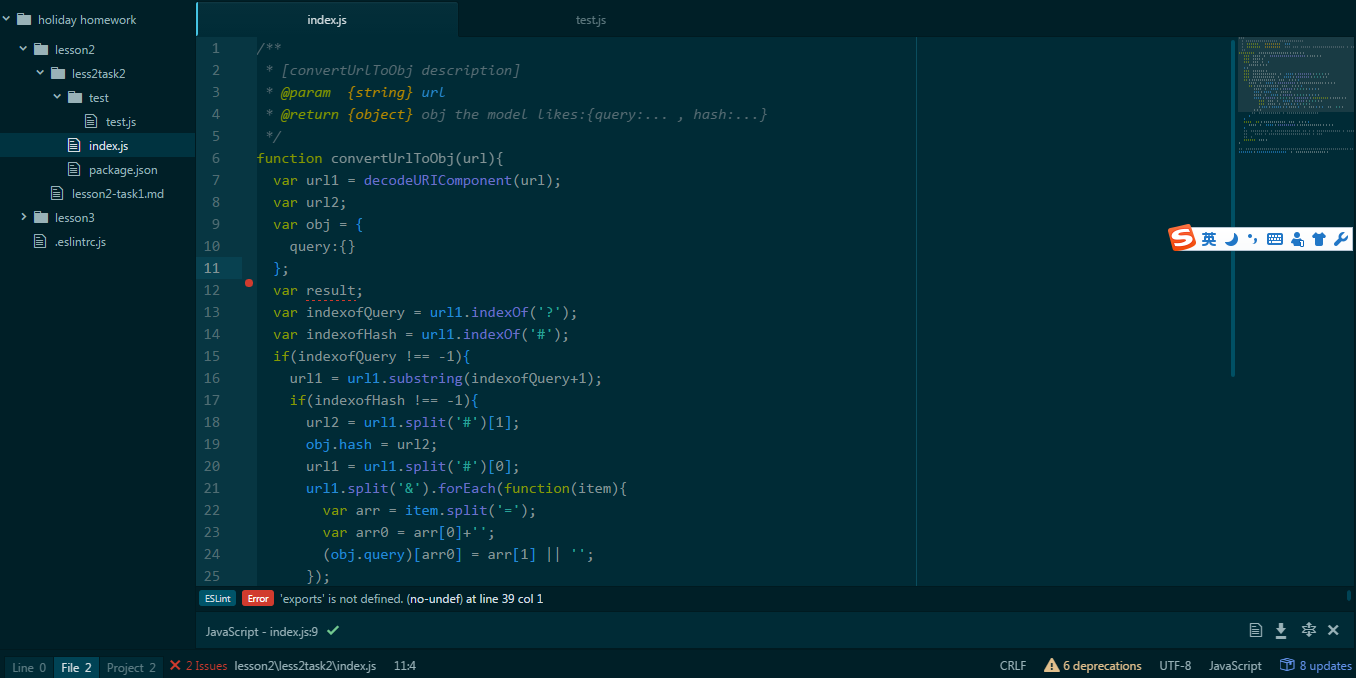 holiday homework
lesson2
less2task2
test
test.js
index.js
package.json
lesson2-task1.md
lesson3
.eslintrc.js
index.js
test.js
1 /**
2  * [convertUrlToObj description]
3  * @param  {string} url
4  * @return {object} obj the model likes:{query:... , hash:...}
5  */
6 function convertUrlToObj(url){
7   var url1 = decodeURIComponent(url);
8   var url2;
9   var obj = {
10     query:{}
11   };
12   var result;
13   var indexofQuery = url1.indexOf('?');
14   var indexofHash = url1.indexOf('#');
15   if(indexofQuery !== -1){
16     url1 = url1.substring(indexofQuery+1);
17     if(indexofHash !== -1){
18       url2 = url1.split('#')[1];
19       obj.hash = url2;
20       url1 = url1.split('#')[0];
21       url1.split('&').forEach(function(item){
22         var arr = item.split('=');
23         var arr0 = arr[0]+'';
24         (obj.query)[arr0] = arr[1] || '';
25       });
英
ESLint Error 'exports' is not defined. (no-undef) at line 39 col 1
JavaScript - index.js:9
Line 0 File 2 Project 2 2 Issues lesson2\less2task2\index.js 11:4 CRLF 6 deprecations UTF-8 JavaScript 8 updates